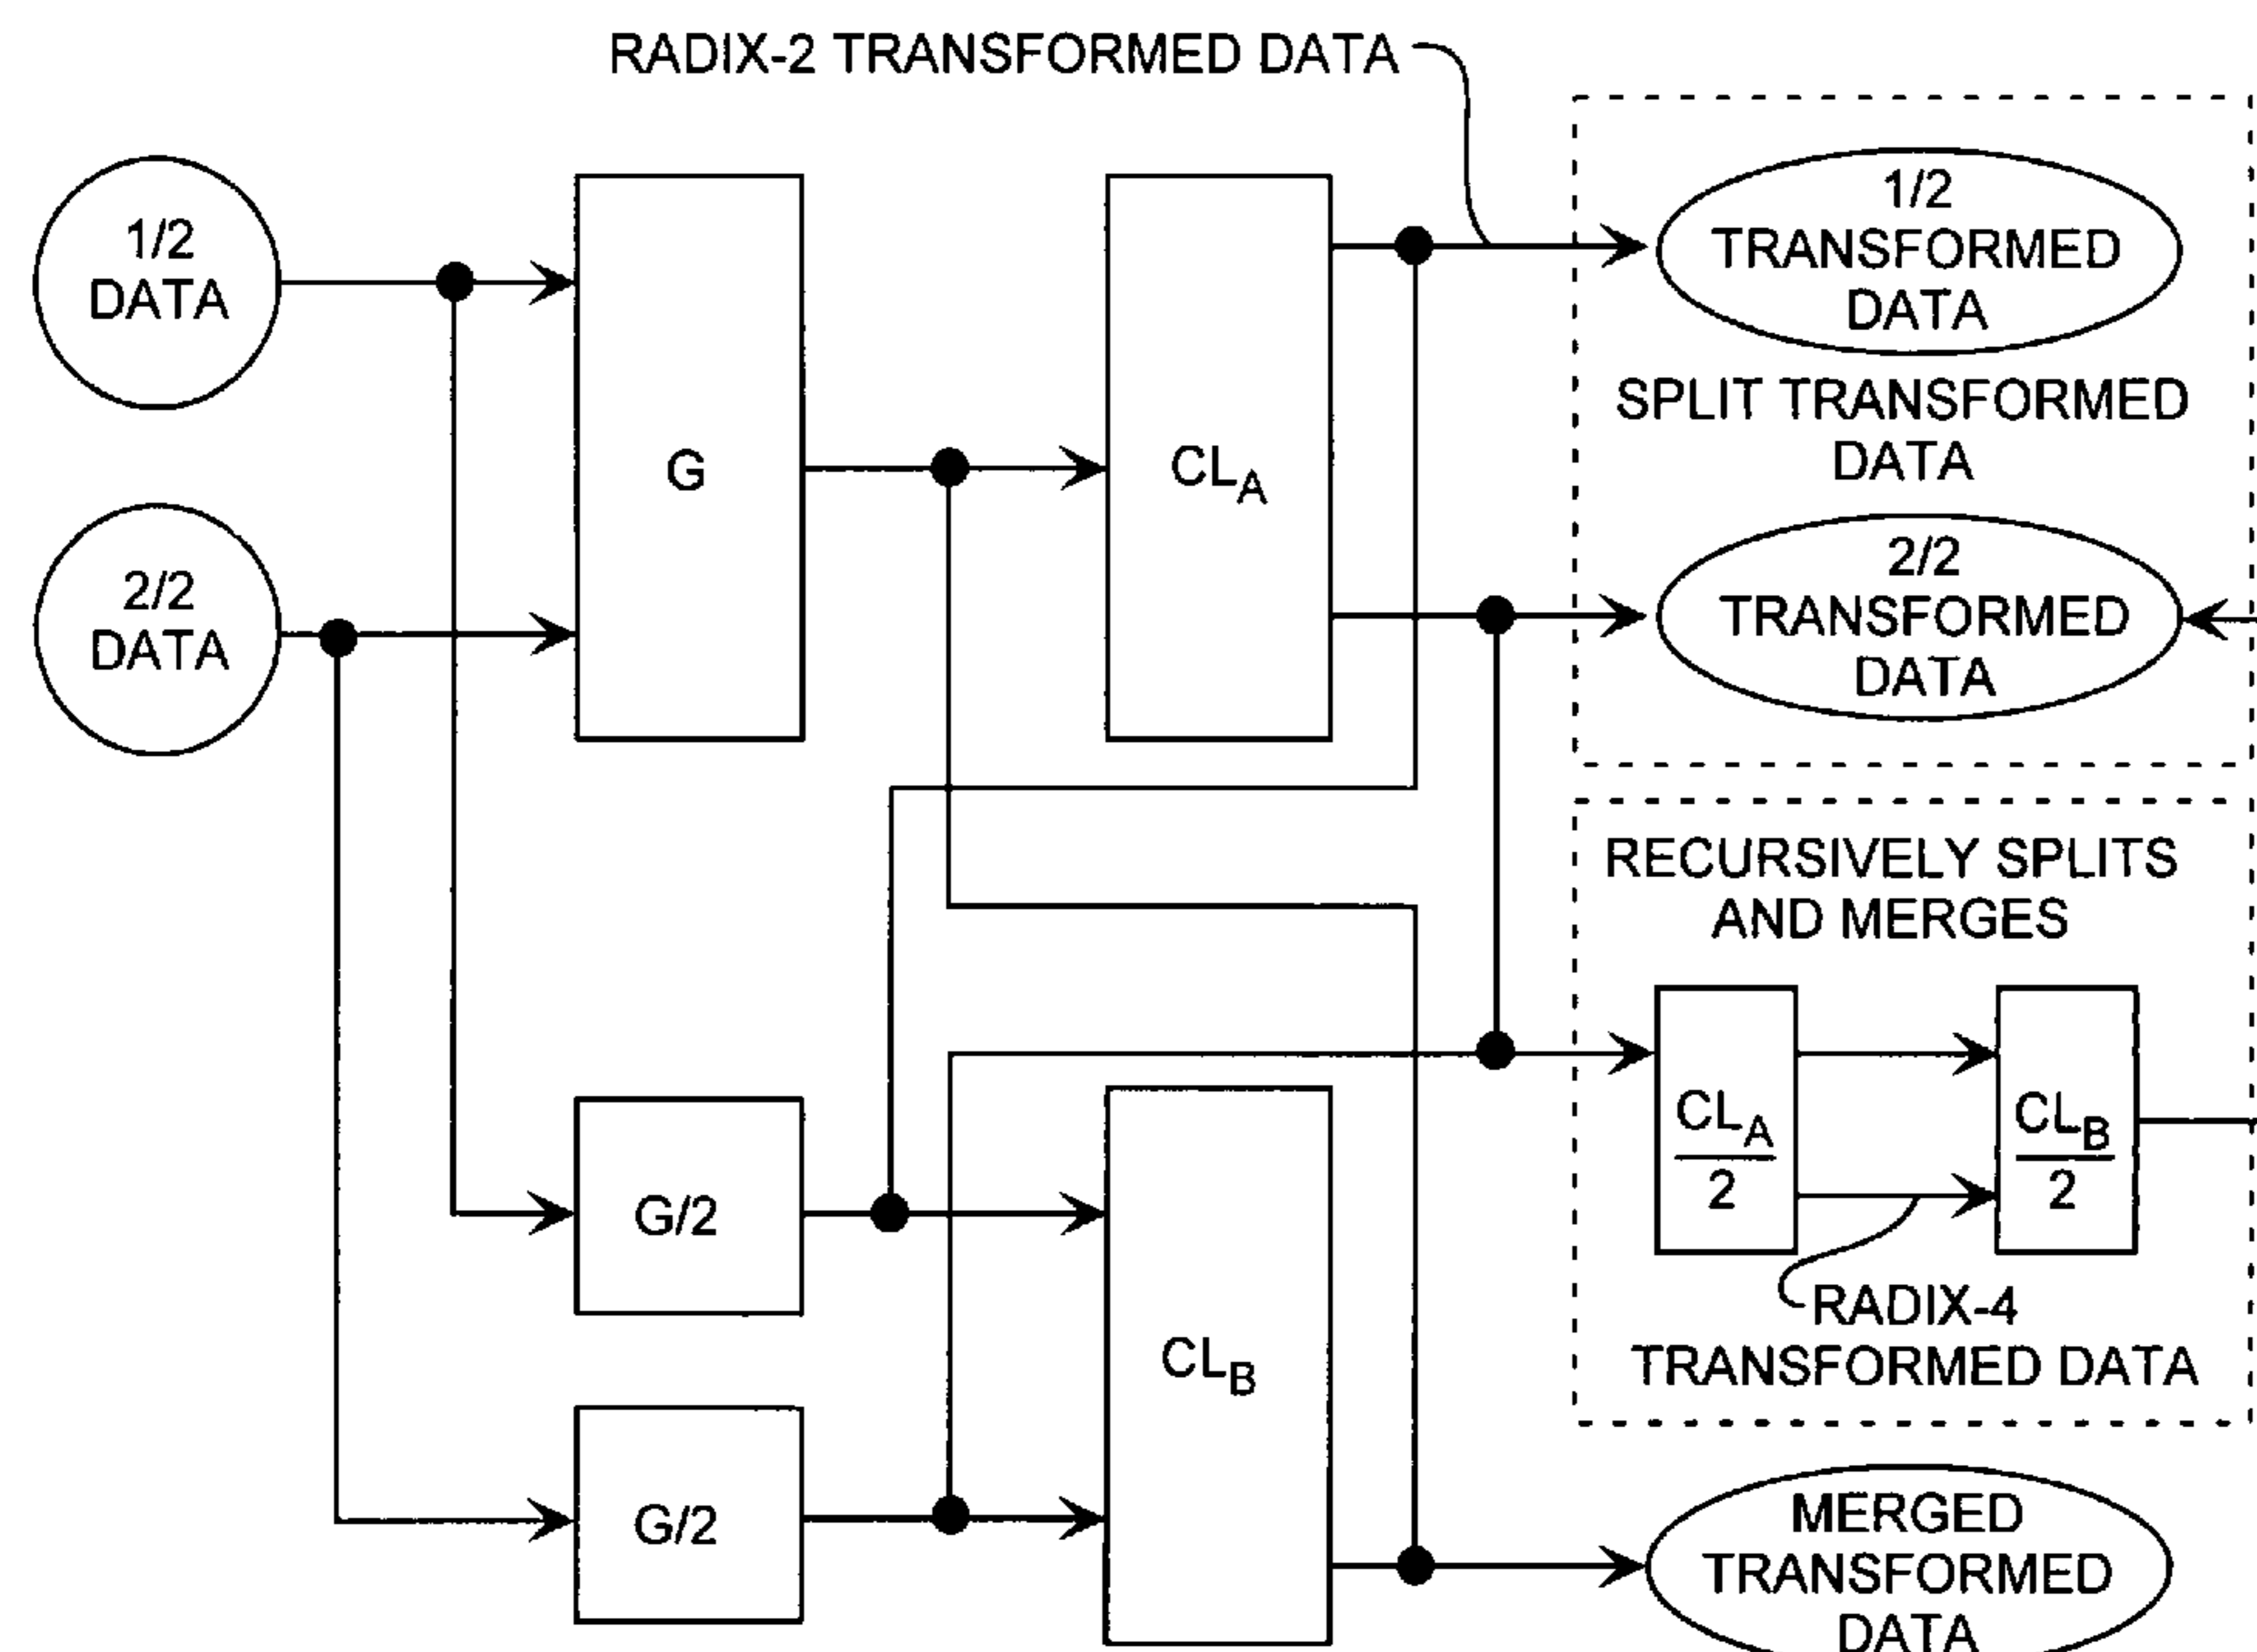 RADIX-2 TRANSFORMED DATA
1/2
DATA
2/2
DATA
G
CLA
1/2
TRANSFORMED
DATA
SPLIT TRANSFORMED
DATA
2/2
TRANSFORMED
DATA
RECURSIVELY SPLITS
AND MERGES
CLA
2
CLB
2
RADIX-4
TRANSFORMED DATA
G/2
G/2
CLB
MERGED
TRANSFORMED
DATA